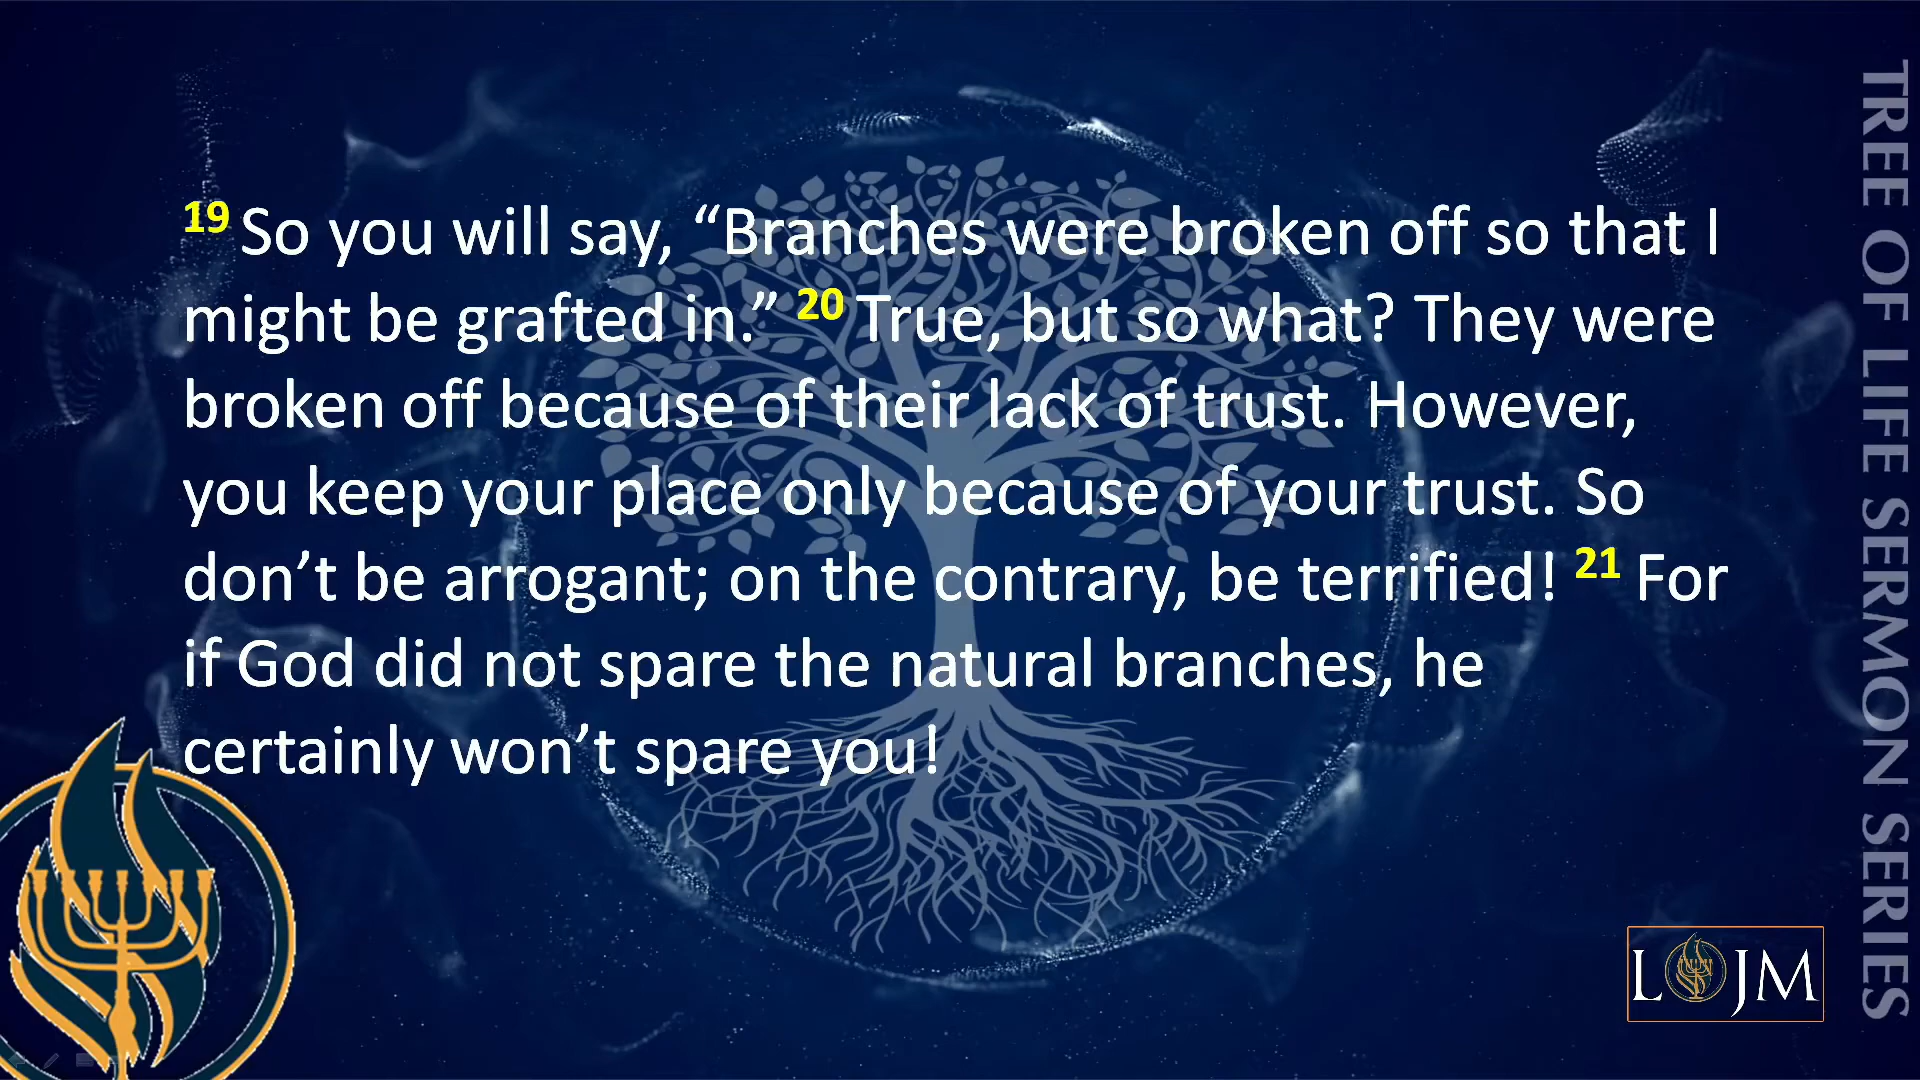 19 So you will say, “Branches were broken off so that I
might be grafted in.” 20 True, but so what? They were
broken off because of their lack of trust. However,
you keep your place only because of your trust. So
don’t be arrogant; on the contrary, be terrified! 21 For
if God did not spare the natural branches, he
certainly won’t spare you!
TREE OF LIFE SERMON SERIES
L JM